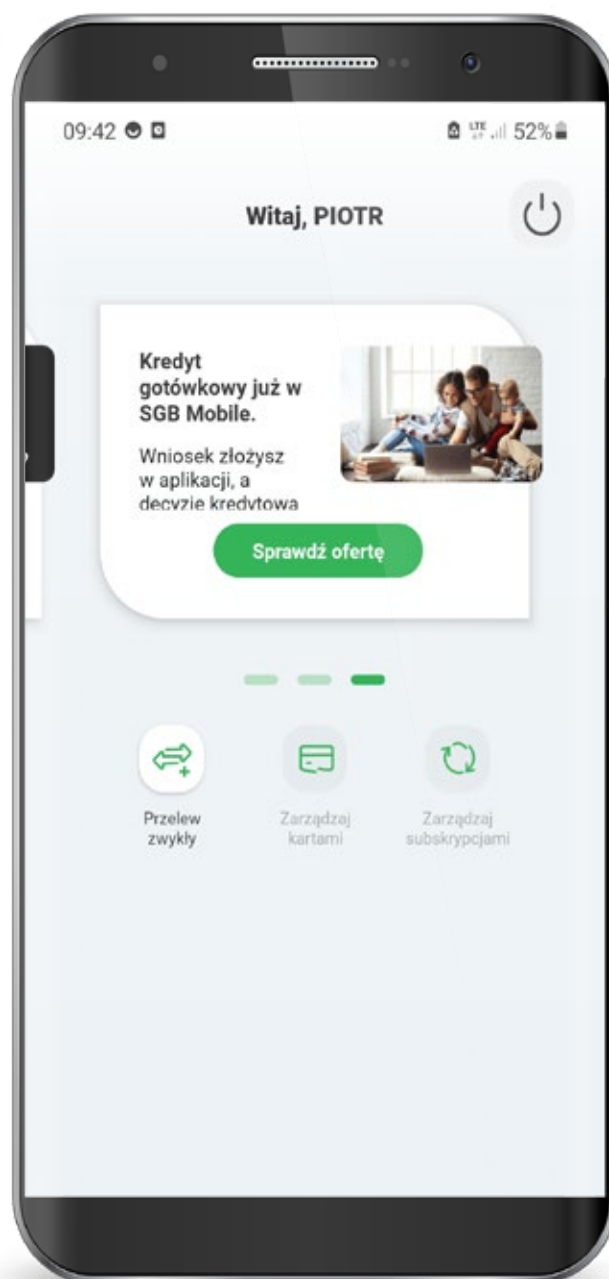 09:42
LTE
52%
Witaj, PIOTR
Kredyt
gotówkowy już w
SGB Mobile.
Wniosek złożysz
w aplikacji, a
decyzje kredytowa
Sprawdź ofertę
Przelew
zwykły
Zarządzaj
kartami
Zarządzaj
subskrypcjami